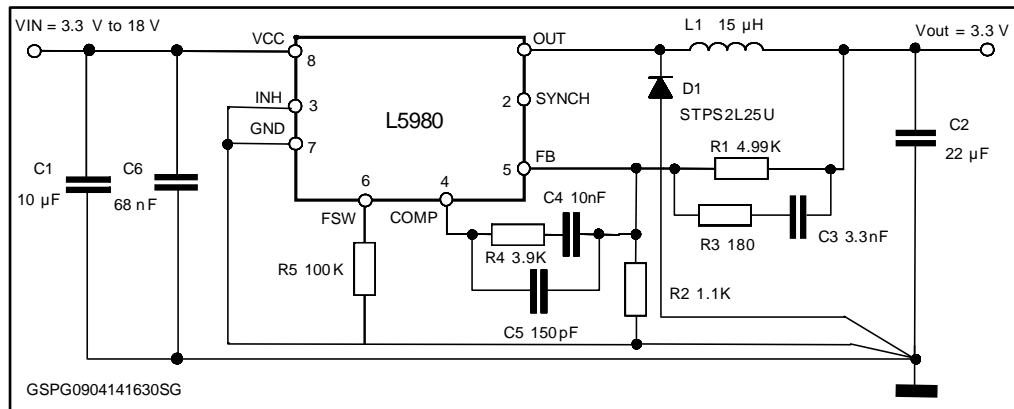 VIN = 3.3 V to 18 V
VCC
OUT
L1 15 µH
Vout = 3.3 V
8
INH
3
GND
7
L5980
2
SYNCH
D1
STPS2L25U
C1
10 µF
C6
68 nF
C2
22 µF
5
FB
R1 4.99K
6
FSW
4
COMP
C4 10nF
R3 180
C3 3.3nF
R5 100K
R4 3.9K
R2 1.1K
C5 150pF
GSPG0904141630SG